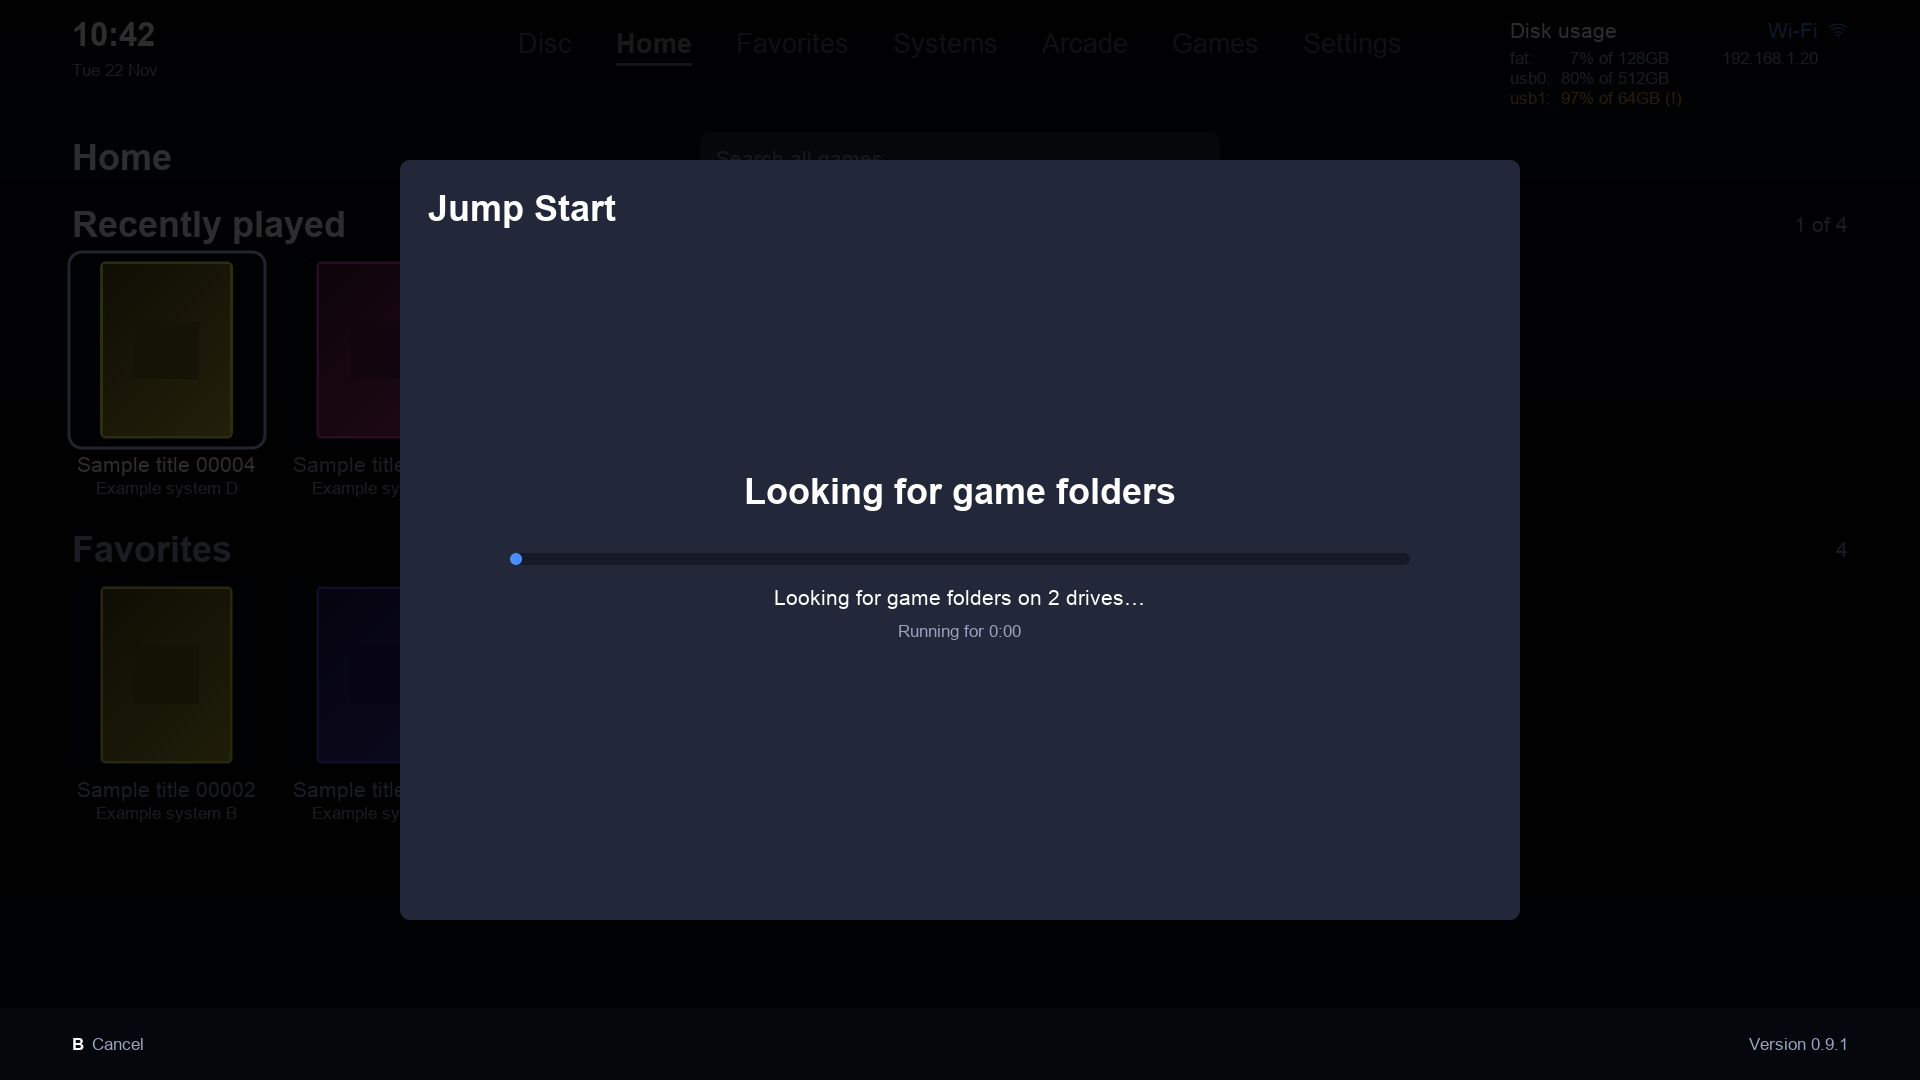 10:42
Tue 22 Nov
Disc Home Favorites Systems Arcade Games Settings
Disk usage
fat: 7% of 128GB
usb0: 80% of 512GB
usb1: 97% of 64GB (!)
Wi-Fi
192.168.1.20
Home
Search all games
Recently played
1 of 4
Sample title 00004
Example system D
Sample title
Example sy
Favorites
4
Sample title 00002
Example system B
Sample title
Example sy
Jump Start
Looking for game folders
Looking for game folders on 2 drives…
Running for 0:00
B Cancel
Version 0.9.1